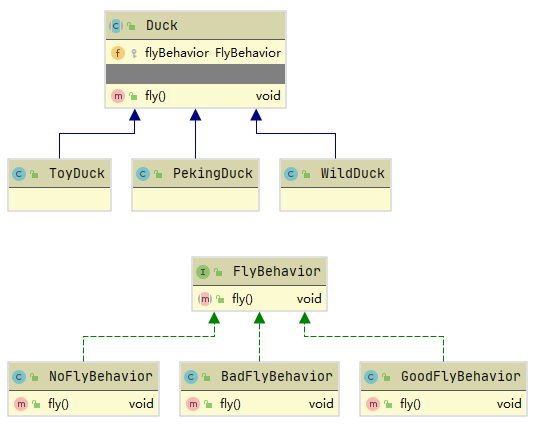 C Duck
f flyBehavior FlyBehavior
m fly() void
C ToyDuck C PekingDuck C WildDuck
I FlyBehavior
m fly() void
C NoFlyBehavior C BadFlyBehavior C GoodFlyBehavior
m fly() void m fly() void m fly() void